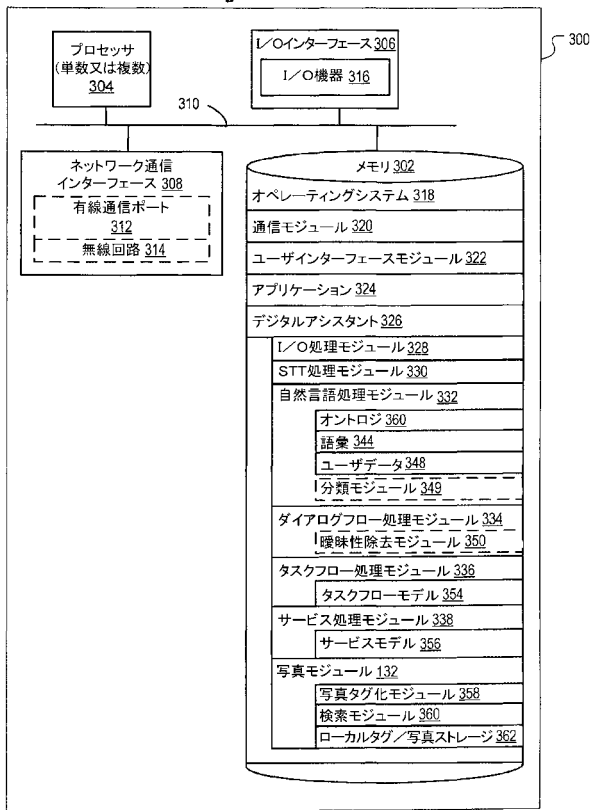 300
プロセッサ
(単数又は複数)
304
I/Oインターフェース 306
I/O機器 316
310
ネットワーク通信
インターフェース 308
有線通信ポート
312
無線回路 314
メモリ 302
オペレーティングシステム 318
通信モジュール 320
ユーザインターフェースモジュール 322
アプリケーション 324
デジタルアシスタント 326
I/O処理モジュール 328
STT処理モジュール 330
自然言語処理モジュール 332
オントロジ 360
語彙 344
ユーザデータ 348
分類モジュール 349
ダイアログフロー処理モジュール 334
曖昧性除去モジュール 350
タスクフロー処理モジュール 336
タスクフローモデル 354
サービス処理モジュール 338
サービスモデル 356
写真モジュール 132
写真タグ化モジュール 358
検索モジュール 360
ローカルタグ/写真ストレージ 362